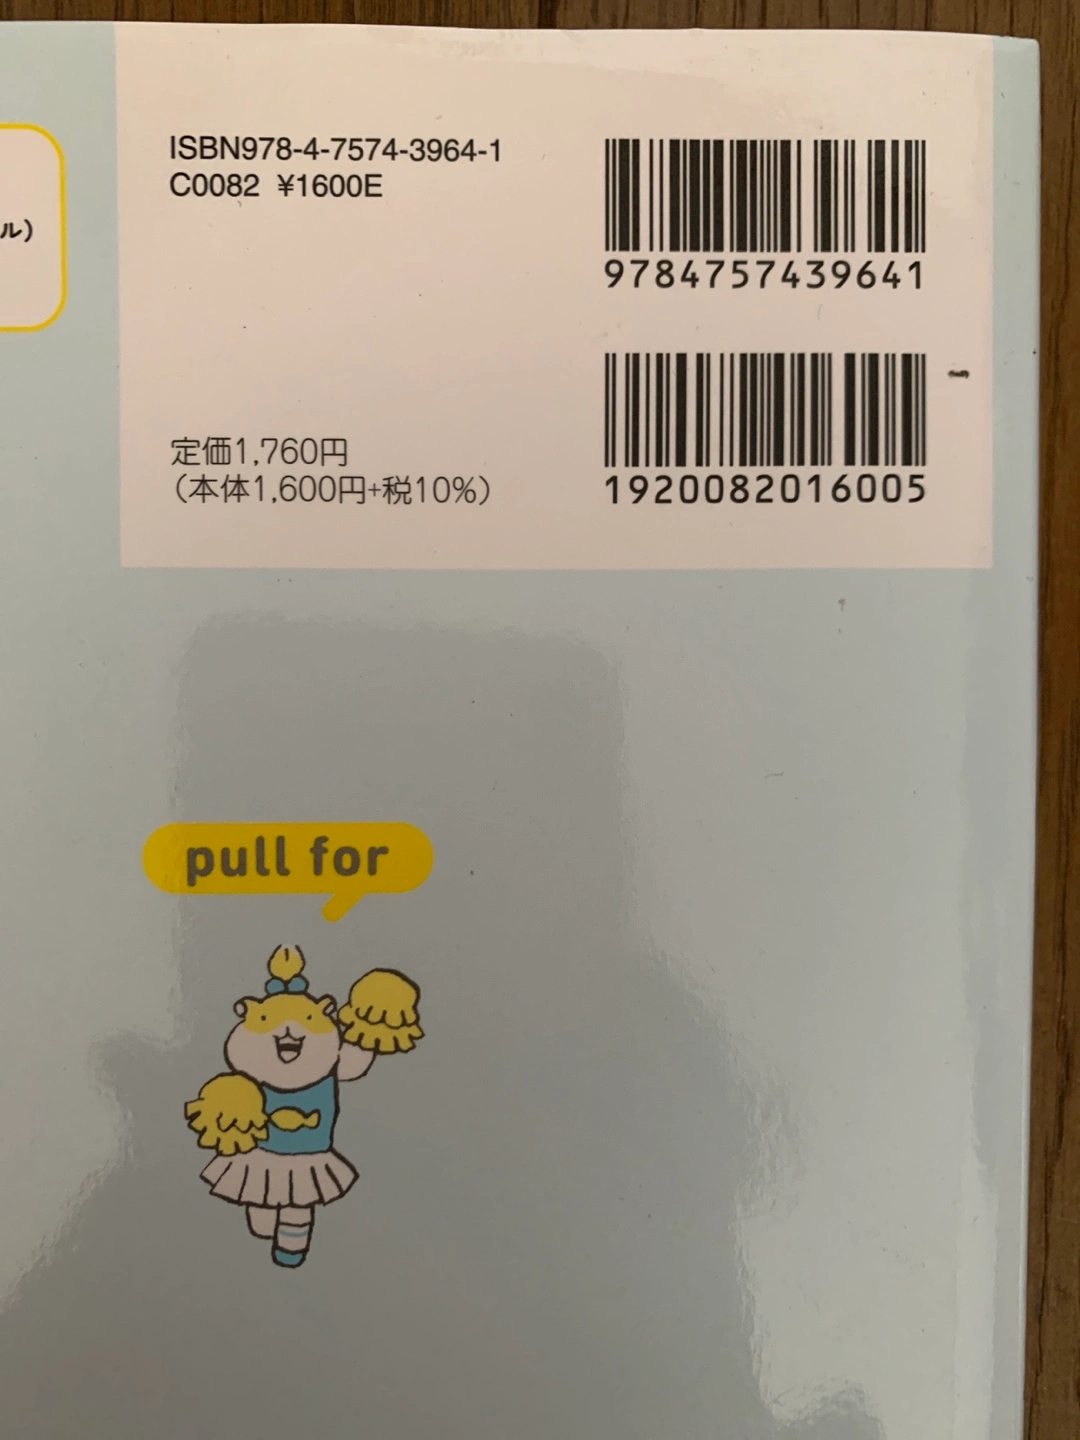 ル）
ISBN978-4-7574-3964-1
C0082 ¥1600E
9784757439641
定価1,760円
（本体1,600円+税10%）
1920082016005
pull for